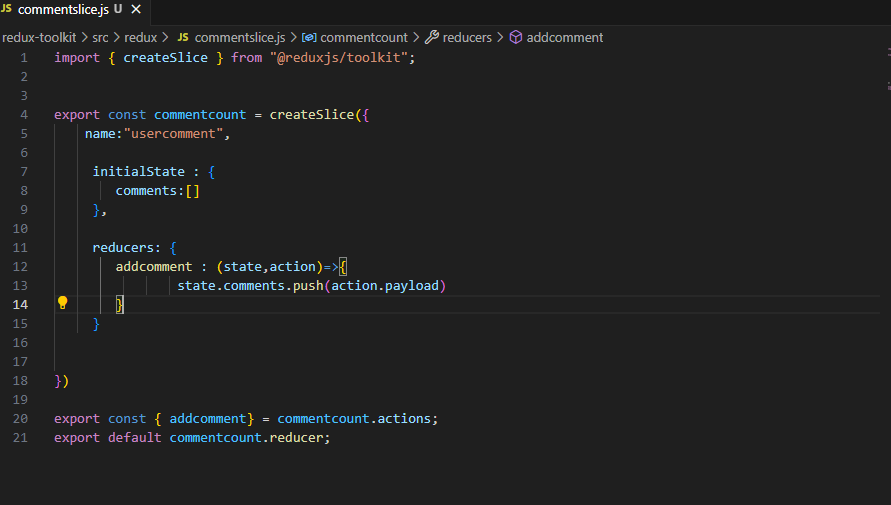 JS commentslice.js U ×
redux-toolkit > src > redux > JS commentslice.js > commentcount > reducers > addcomment
1 import { createSlice } from "@reduxjs/toolkit";
2
3
4 export const commentcount = createSlice({
5 name:"usercomment",
6
7 initialState : {
8 comments:[]
9 },
10
11 reducers: {
12 addcomment : (state,action)=>{
13 state.comments.push(action.payload)
14 }
15 }
16
17
18 })
19
20 export const { addcomment} = commentcount.actions;
21 export default commentcount.reducer;